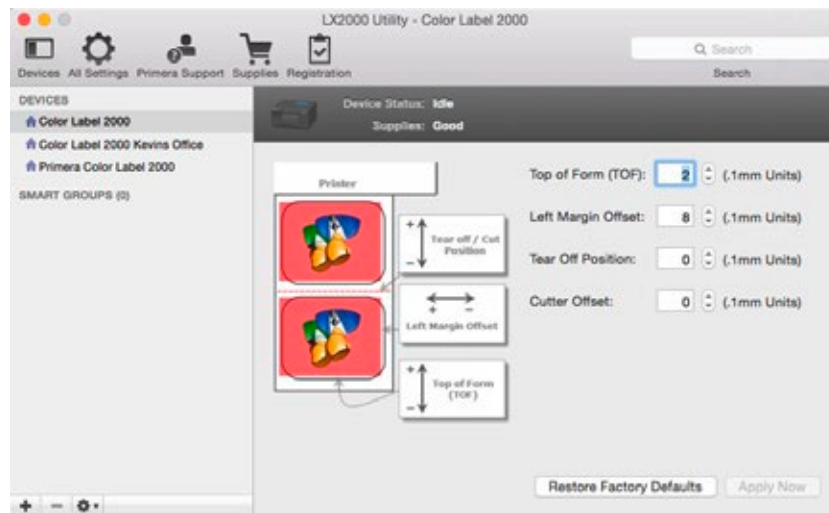 LX2000 Utility - Color Label 2000
Devices All Settings Primera Support Supplies Registration
Search
Search
DEVICES
Color Label 2000
Color Label 2000 Kevins Office
Primera Color Label 2000
SMART GROUPS (0)
Device Status: Idle
Supplies: Good
Printer
+
Tear off / Cut
Position
-
+ -
Left Margin Offset
+
Top of Form
(TOF)
-
Top of Form (TOF): 2 (.1mm Units)
Left Margin Offset: 8 (.1mm Units)
Tear Off Position: 0 (.1mm Units)
Cutter Offset: 0 (.1mm Units)
Restore Factory Defaults Apply Now